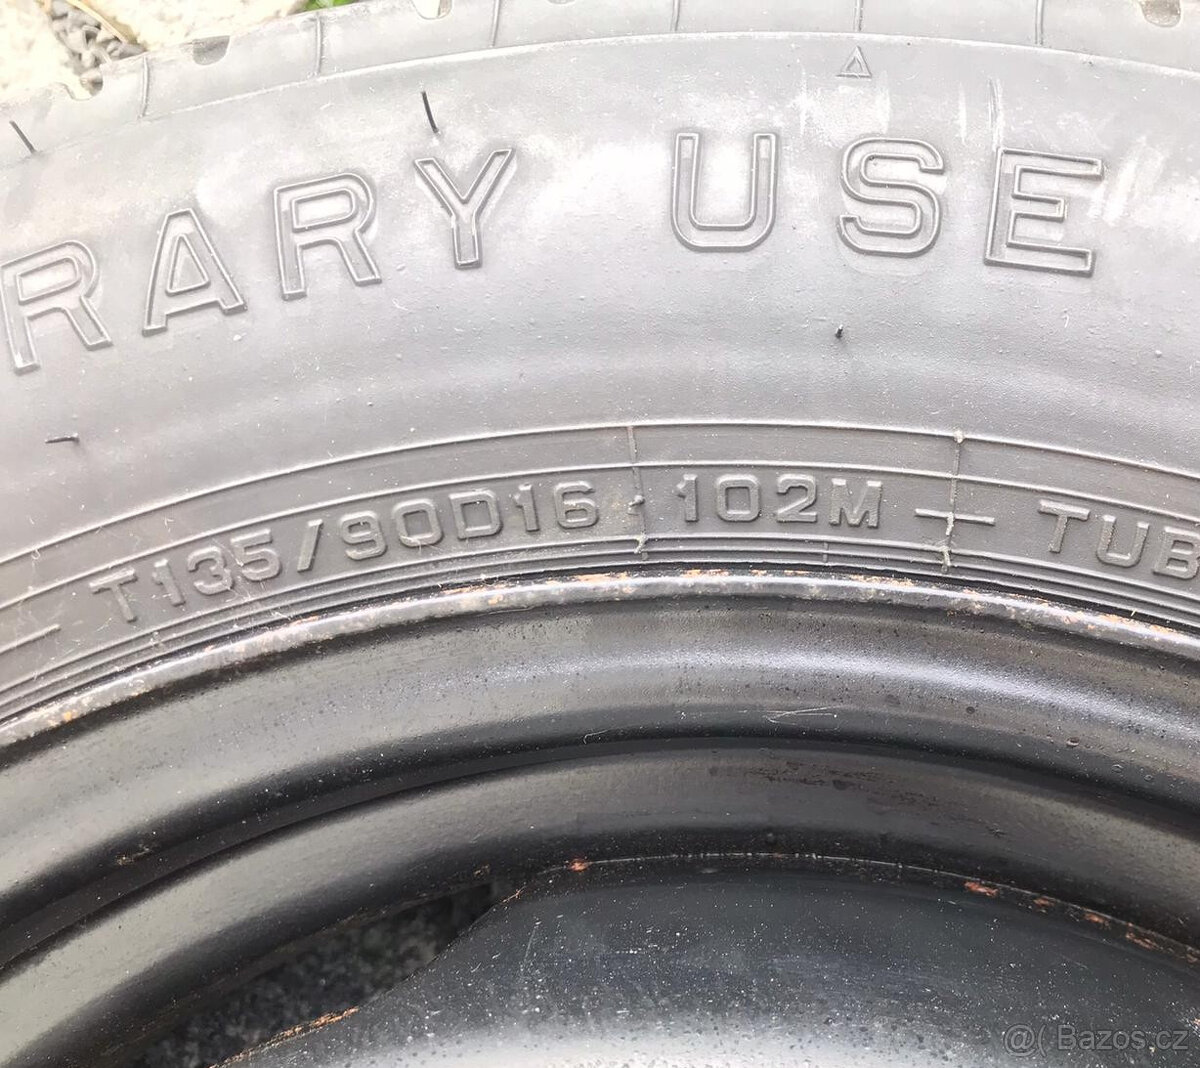 RARY USE
T135/90D16 102M — TUB
@( Bazos.cz